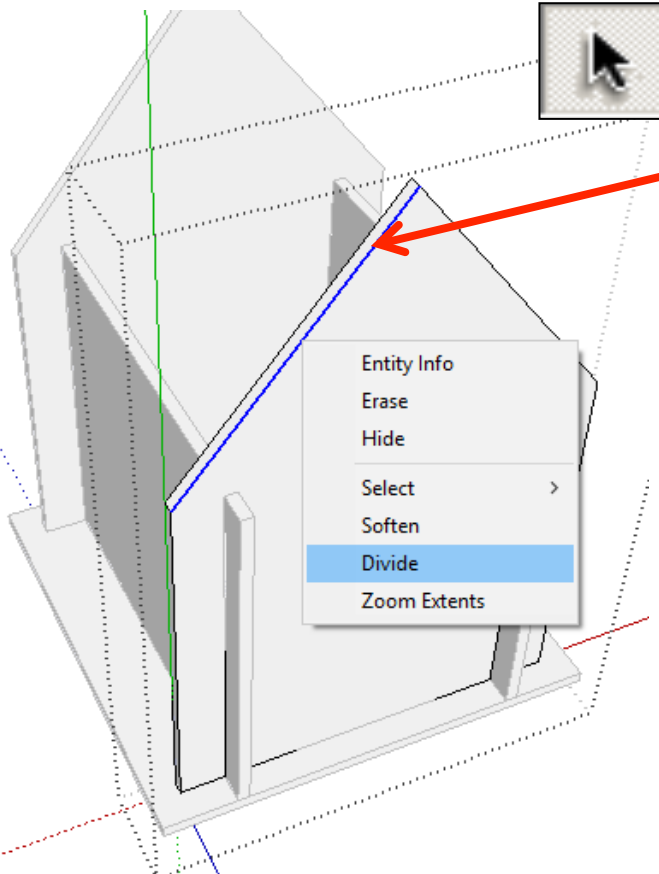 Entity Info
Erase
Hide
Select
Soften
Divide
Zoom Extents